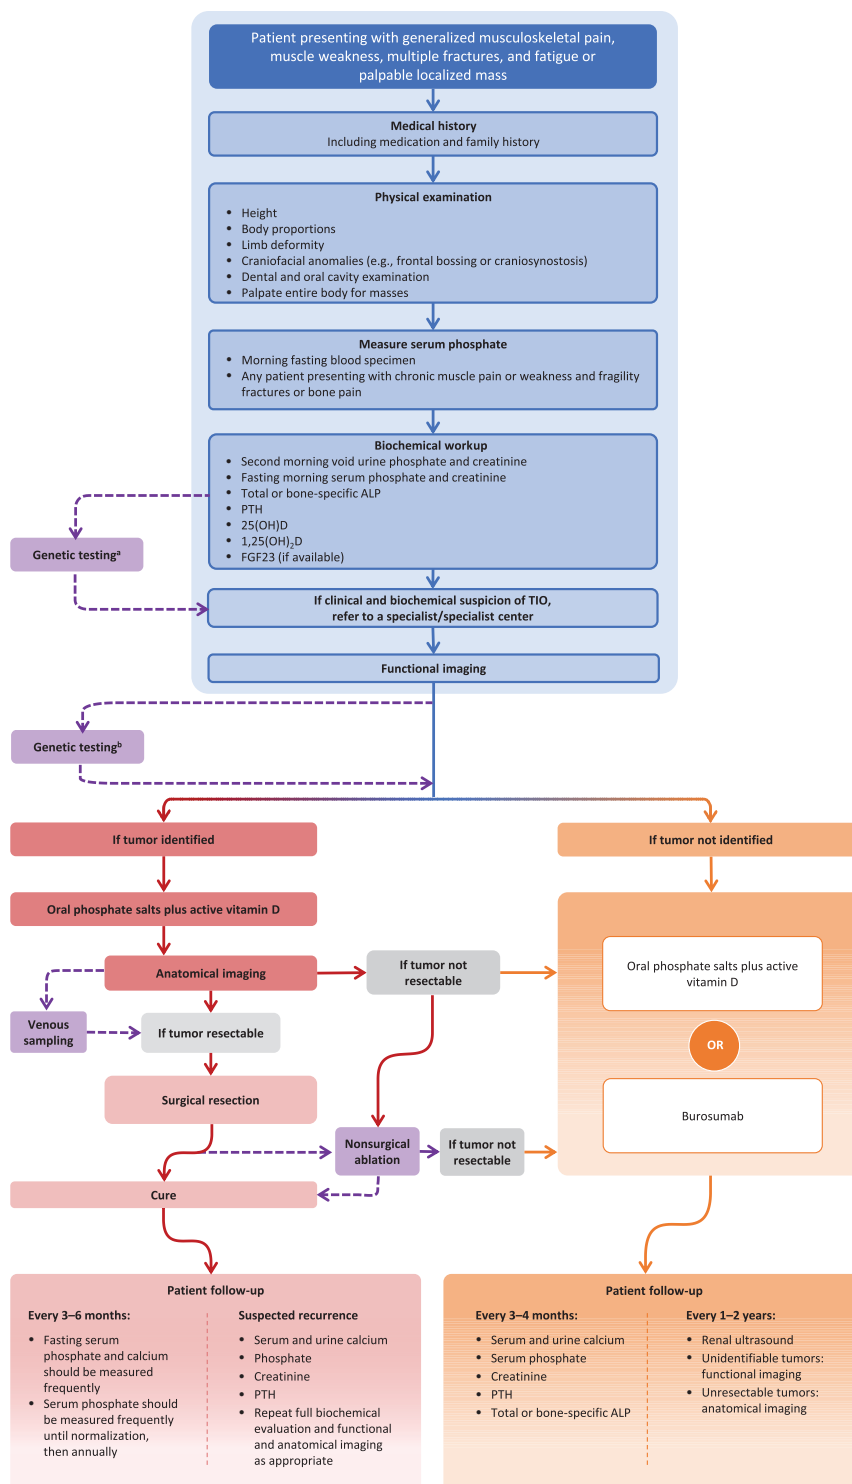 Patient presenting with generalized musculoskeletal pain,
muscle weakness, multiple fractures, and fatigue or
palpable localized mass
Medical history
Including medication and family history
Physical examination
• Height
• Body proportions
• Limb deformity
• Craniofacial anomalies (e.g., frontal bossing or craniosynostosis)
• Dental and oral cavity examination
• Palpate entire body for masses
Measure serum phosphate
• Morning fasting blood specimen
• Any patient presenting with chronic muscle pain or weakness and fragility
fractures or bone pain
Biochemical workup
• Second morning void urine phosphate and creatinine
• Fasting morning serum phosphate and creatinine
• Total or bone-specific ALP
• PTH
• 25(OH)D
• 1,25(OH)₂D
• FGF23 (if available)
Genetic testingᵃ
If clinical and biochemical suspicion of TIO,
refer to a specialist/specialist center
Functional imaging
Genetic testingᵇ
If tumor identified
If tumor not identified
Oral phosphate salts plus active vitamin D
Anatomical imaging
If tumor not
resectable
Oral phosphate salts plus active
vitamin D
Venous
sampling
If tumor resectable
OR
Surgical resection
Burosumab
Nonsurgical
ablation
If tumor not
resectable
Cure
Patient follow-up
Every 3–6 months:
• Fasting serum
phosphate and calcium
should be measured
frequently
• Serum phosphate should
be measured frequently
until normalization,
then annually
Suspected recurrence
• Serum and urine calcium
• Phosphate
• Creatinine
• PTH
• Repeat full biochemical
evaluation and functional
and anatomical imaging
as appropriate
Patient follow-up
Every 3–4 months:
• Serum and urine calcium
• Serum phosphate
• Creatinine
• PTH
• Total or bone-specific ALP
Every 1–2 years:
• Renal ultrasound
• Unidentifiable tumors:
functional imaging
• Unresectable tumors:
anatomical imaging